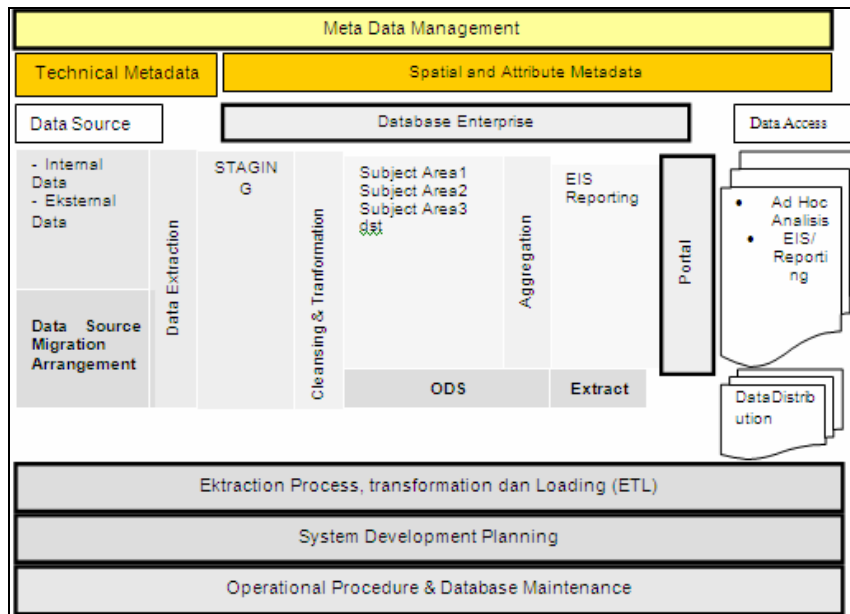 Meta Data Management
Technical Metadata
Spatial and Attribute Metadata
Data Source
Database Enterprise
Data Access
- Internal
Data
- Eksternal
Data
Data Source
Migration
Arrangement
Data Extraction
STAGIN
G
Cleansing & Tranformation
Subject Area1
Subject Area2
Subject Area3
dst
Aggregation
EIS
Reporting
ODS
Extract
Portal
• Ad Hoc
Analisis
• EIS/
Reporti
ng
DataDistrib
ution
Ektraction Process, transformation dan Loading (ETL)
System Development Planning
Operational Procedure & Database Maintenance